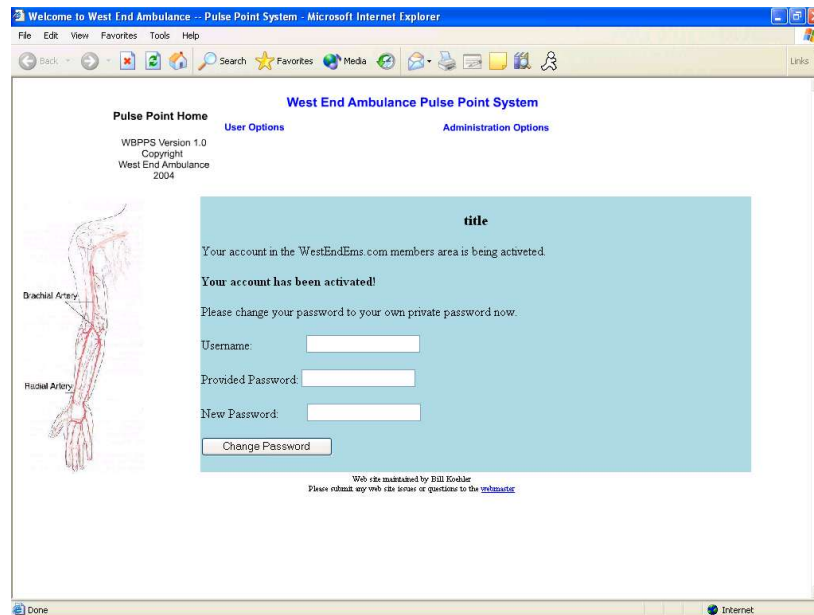 Welcome to West End Ambulance -- Pulse Point System - Microsoft Internet Explorer
File Edit View Favorites Tools Help
Back Search Favorites Media Links
West End Ambulance Pulse Point System
Pulse Point Home
User Options Administration Options
WBPPS Version 1.0
Copyright
West End Ambulance
2004
title
Your account in the WestEndEms.com members area is being activeted.
Your account has been activated!
Brachial Artery
Please change your password to your own private password now.
Username:
Provided Password:
Radial Artery
New Password:
Change Password
Web site maintained by Bill Koehler
Please submit any web site issues or questions to the webmaster
Done Internet